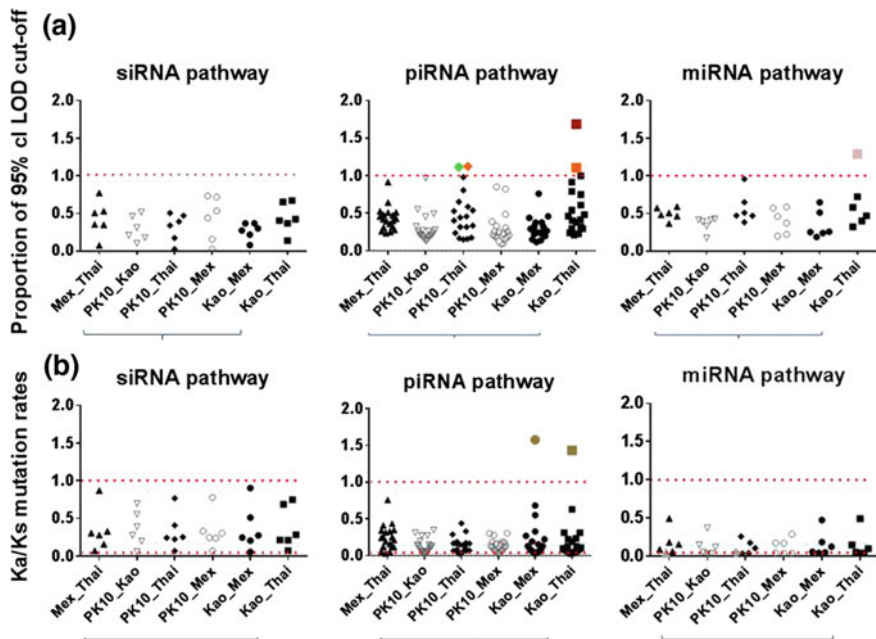 (a)
Proportion of 95% cI LOD cut-off
siRNA pathway
2.0
1.5
1.0
0.5
0.0
Mex_Thai
PK10_Kao
PK10_Thai
PK10_Mex
Kao_Mex
Kao_Thai
piRNA pathway
2.0
1.5
1.0
0.5
0.0
Mex_Thai
PK10_Kao
PK10_Thai
PK10_Mex
Kao_Mex
Kao_Thai
miRNA pathway
2.0
1.5
1.0
0.5
0.0
Mex_Thai
PK10_Kao
PK10_Thai
PK10_Mex
Kao_Mex
Kao_Thai
(b)
Ka/Ks mutation rates
siRNA pathway
2.0
1.5
1.0
0.5
0.0
Mex_Thai
PK10_Kao
PK10_Thai
PK10_Mex
Kao_Mex
Kao_Thai
piRNA pathway
2.0
1.5
1.0
0.5
0.0
Mex_Thai
PK10_Kao
PK10_Thai
PK10_Mex
Kao_Mex
Kao_Thai
miRNA pathway
2.0
1.5
1.0
0.5
0.0
Mex_Thai
PK10_Kao
PK10_Thai
PK10_Mex
Kao_Mex
Kao_Thai